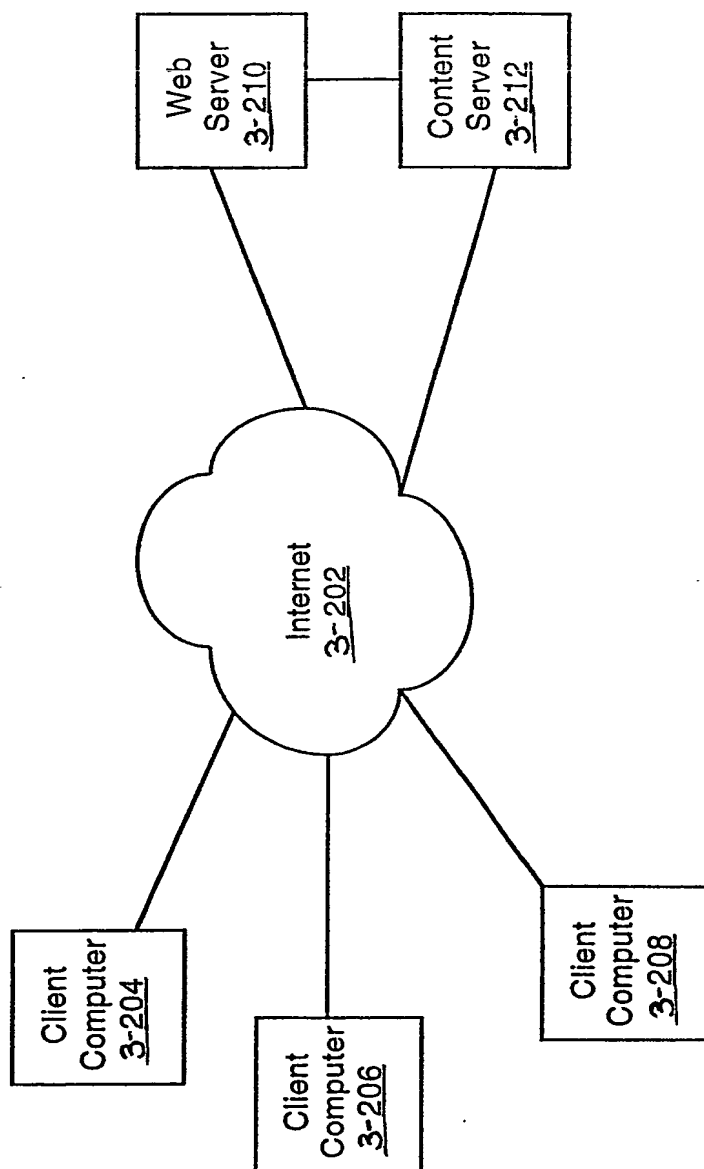 Client
Computer
3-204
Client
Computer
3-206
Client
Computer
3-208
Internet
3-202
Web
Server
3-210
Content
Server
3-212